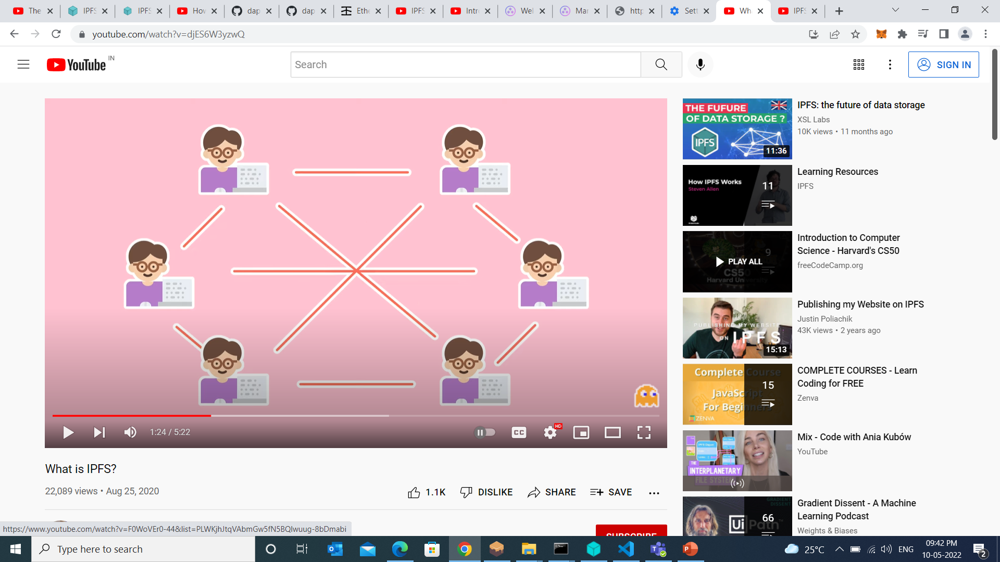 The
IPFS
IPFS
How
dap
dap
Ethe
IPFS
Intr
Wel
Mar
http
Sett
Wh
IPFS
youtube.com/watch?v=djES6W3yzwQ
YouTube IN
Search
SIGN IN
1:24 / 5:22
CC
HD
What is IPFS?
22,089 views • Aug 25, 2020
1.1K
DISLIKE
SHARE
SAVE
SUBSCRIBE
THE FUFURE
OF DATA STORAGE ?
IPFS
11:36
IPFS: the future of data storage
XSL Labs
10K views • 11 months ago
How IPFS Works
Steven Allen
11
Learning Resources
IPFS
9
PLAY ALL
CS50
Harvard University
Introduction to Computer
Science - Harvard's CS50
freeCodeCamp.org
PUBLISHING MY WEBSITE
ON IPFS
15:13
Publishing my Website on IPFS
Justin Poliachik
43K views • 2 years ago
Complete Course
JavaScript
For Beginners
ZENVA
15
COMPLETE COURSES - Learn
Coding for FREE
Zenva
THE
INTERPLANETARY
FILE SYSTEM
Mix - Code with Ania Kubów
YouTube
GRADIENT
DISSENT
66
UiPath™
Gradient Dissent - A Machine
Learning Podcast
Weights & Biases
https://www.youtube.com/watch?v=F0WoVEr0-44&list=PLWKjhJtqVAbmGw5fN5BQlwuug-8bDmabi
Type here to search
25°C
ENG
09:42 PM
10-05-2022
2